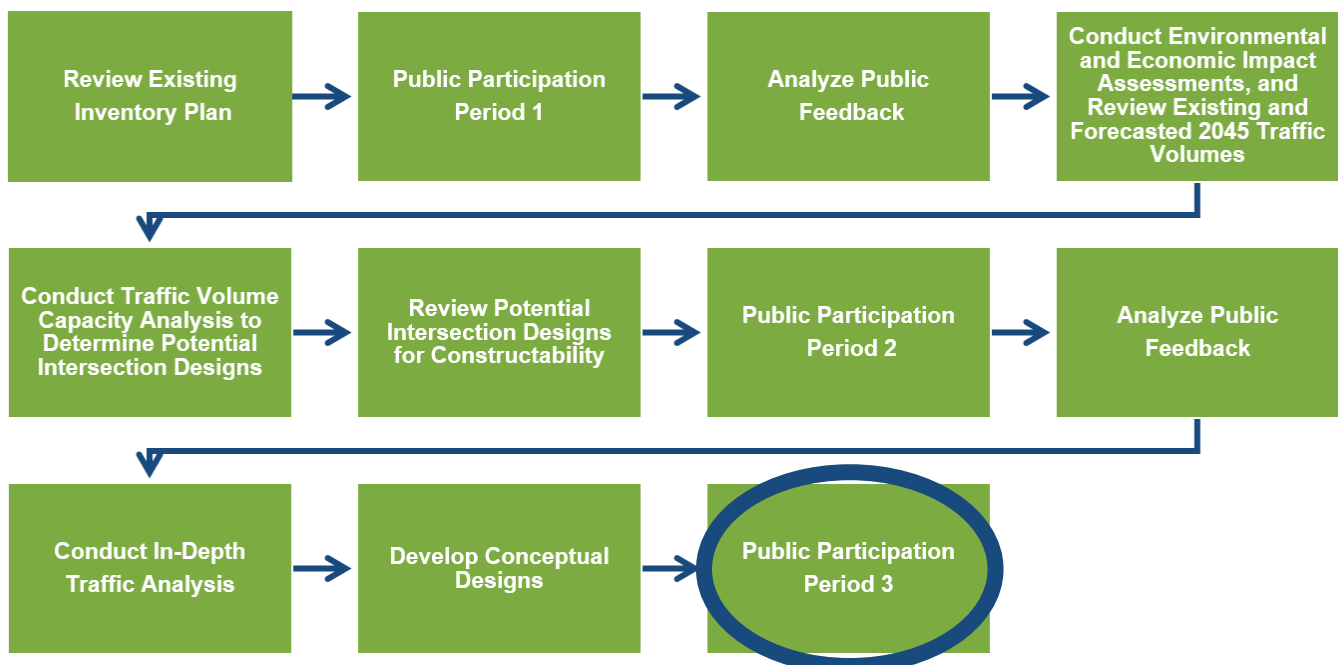 Review Existing
Inventory Plan
Public Participation
Period 1
Analyze Public
Feedback
Conduct Environmental
and Economic Impact
Assessments, and
Review Existing and
Forecasted 2045 Traffic
Volumes
Conduct Traffic Volume
Capacity Analysis to
Determine Potential
Intersection Designs
Review Potential
Intersection Designs
for Constructability
Public Participation
Period 2
Analyze Public
Feedback
Conduct In-Depth
Traffic Analysis
Develop Conceptual
Designs
Public Participation
Period 3